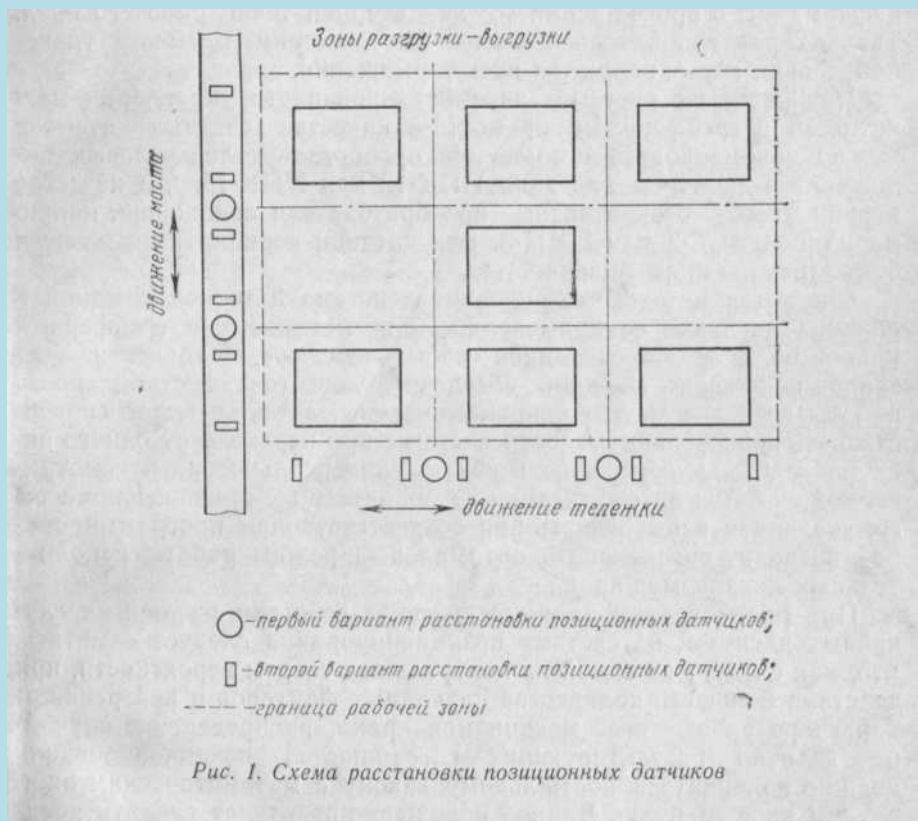 Зоны разгрузки-выгрузки
движение моста
движение тележки
-первый вариант расстановки позиционных датчиков;
-второй вариант расстановки позиционных датчиков;
-граница рабочей зоны
Рис. 1. Схема расстановки позиционных датчиков